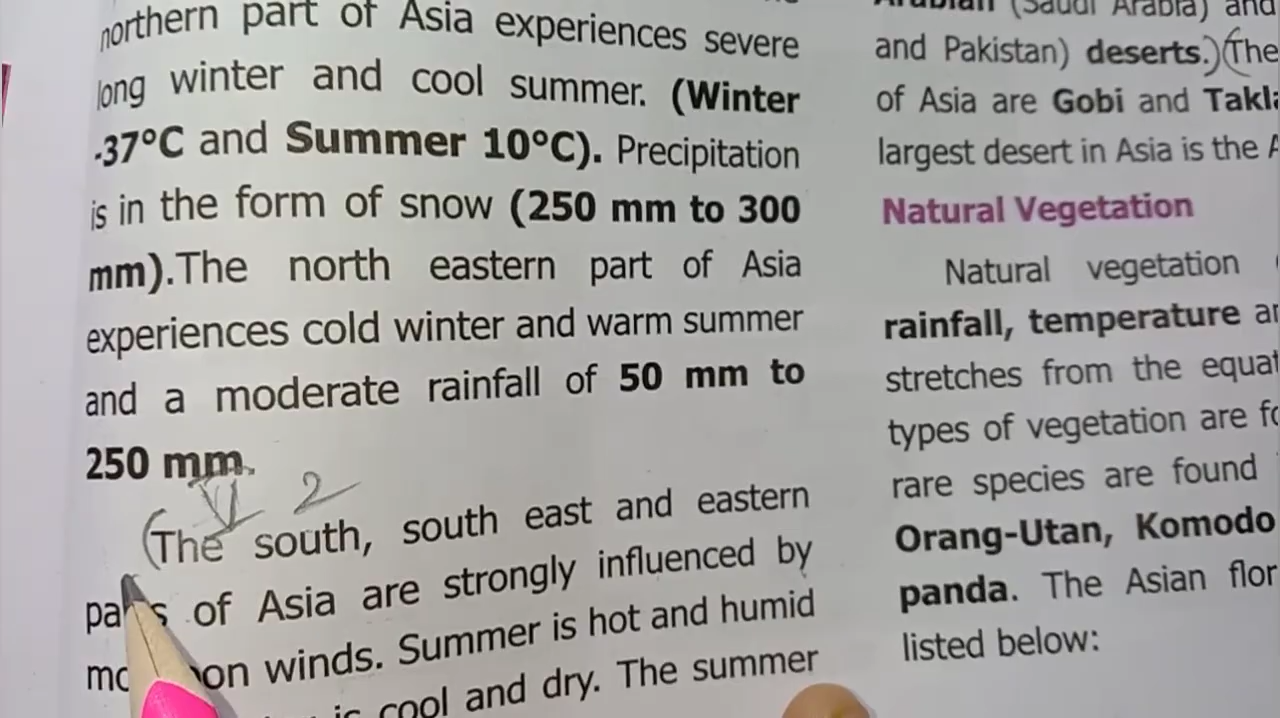 northern part of Asia experiences severe
long winter and cool summer. (Winter
-37°C and Summer 10°C). Precipitation
is in the form of snow (250 mm to 300
mm).The north eastern part of Asia
experiences cold winter and warm summer
and a moderate rainfall of 50 mm to
250 mm.
2
(The south, south east and eastern
of Asia are strongly influenced by
winds. Summer is hot and humid
is cool and dry. The summer
(Saudi Arabia) and
and Pakistan) deserts.)(The
of Asia are Gobi and
largest desert in Asia is the
Natural Vegetation
Natural vegetation
rainfall, temperature
stretches from the
types of vegetation are
rare species are found
Orang-Utan, Komodo
panda. The Asian
listed below: